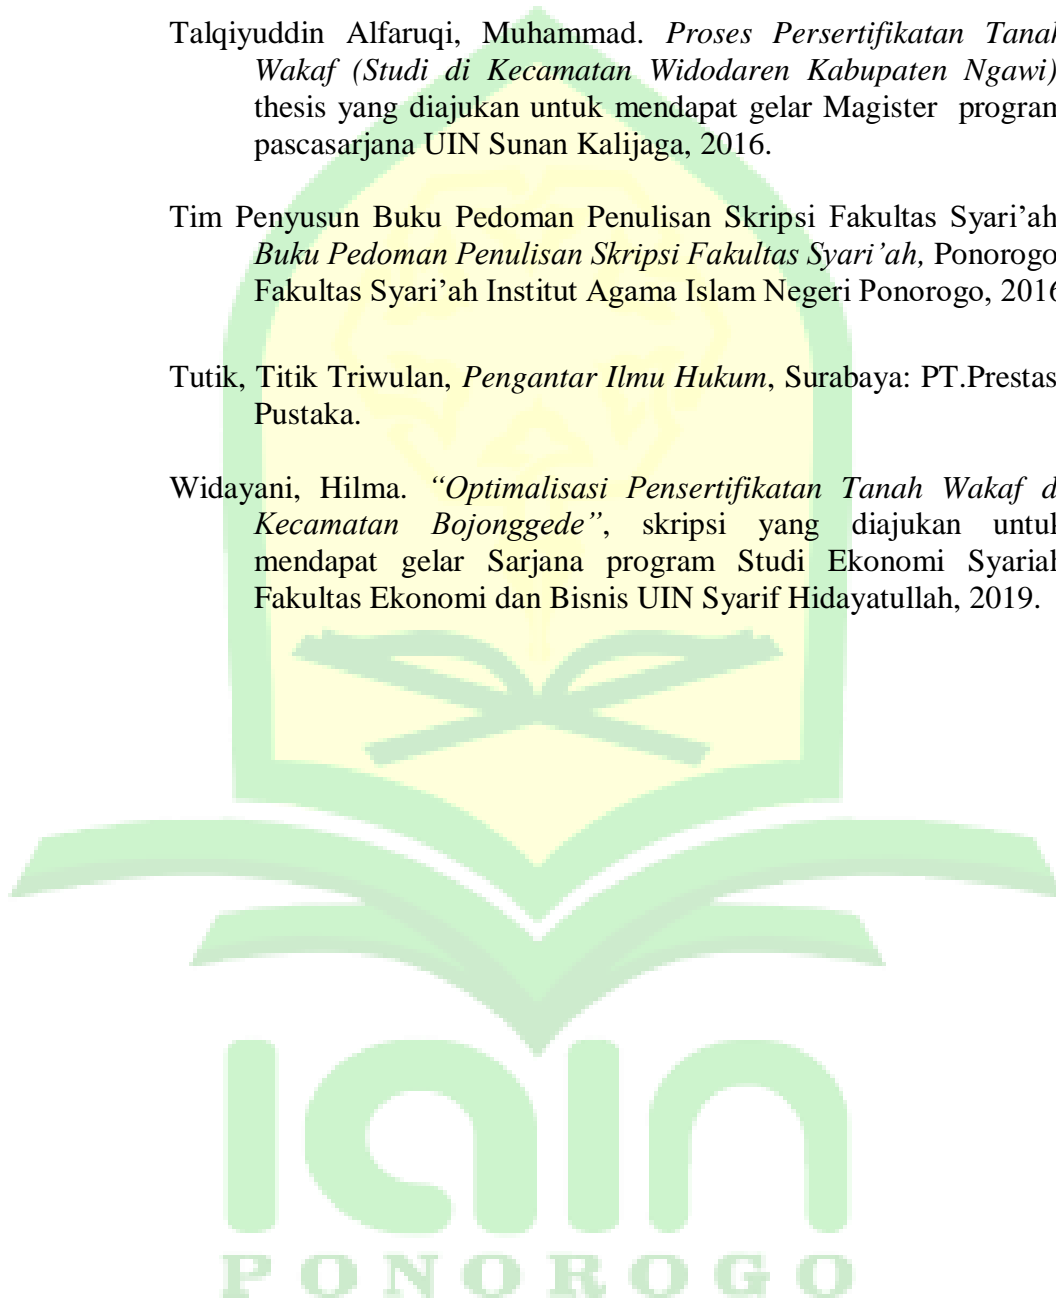 Talqiyuddin Alfaruqi, Muhammad. Proses Persertifikatan Tanah
Wakaf (Studi di Kecamatan Widodaren Kabupaten Ngawi)
thesis yang diajukan untuk mendapat gelar Magister program
pascasarjana UIN Sunan Kalijaga, 2016.
Tim Penyusun Buku Pedoman Penulisan Skripsi Fakultas Syari’ah
Buku Pedoman Penulisan Skripsi Fakultas Syari’ah, Ponorogo
Fakultas Syari’ah Institut Agama Islam Negeri Ponorogo, 2016
Tutik, Titik Triwulan, Pengantar Ilmu Hukum, Surabaya: PT.Prestasi
Pustaka.
Widayani, Hilma. “Optimalisasi Pensertifikatan Tanah Wakaf di
Kecamatan Bojonggede”, skripsi yang diajukan untuk
mendapat gelar Sarjana program Studi Ekonomi Syariah
Fakultas Ekonomi dan Bisnis UIN Syarif Hidayatullah, 2019.
iain
PONOROGO